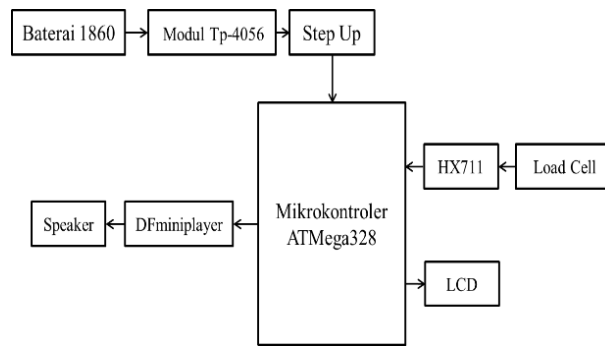 Baterai 1860
Modul Tp-4056
Step Up
HX711
Load Cell
Mikrokontroler
ATMega328
Speaker
DFminiplayer
LCD